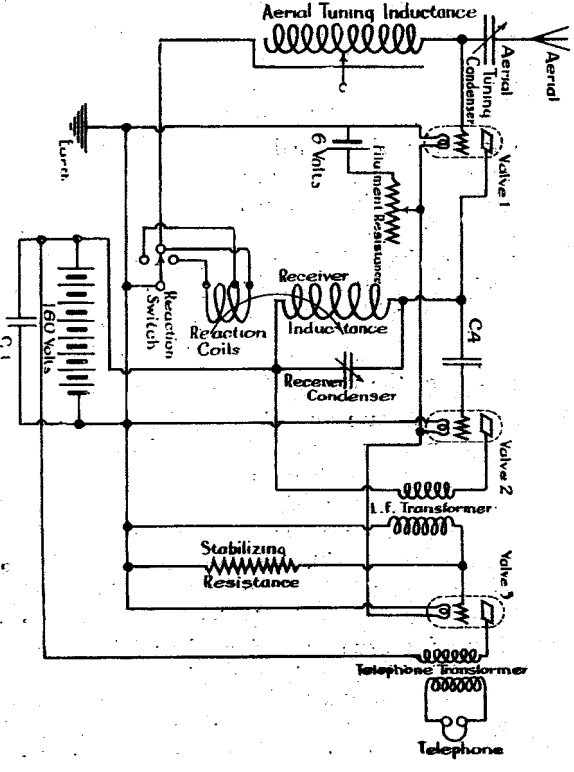 Aerial Tuning Inductance
Aerial
Aerial
Tuning
Condenser
Valve 1
Earth
6 Volts
Filament Resistance
Receiver
Inductance
Reaction
Switch
Reaction
Coils
C4
160 Volts
Receiver
Condenser
Valve 2
L.F. Transformer
Stabilizing
Resistance
Valve 3
Telephone Transformer
Telephone